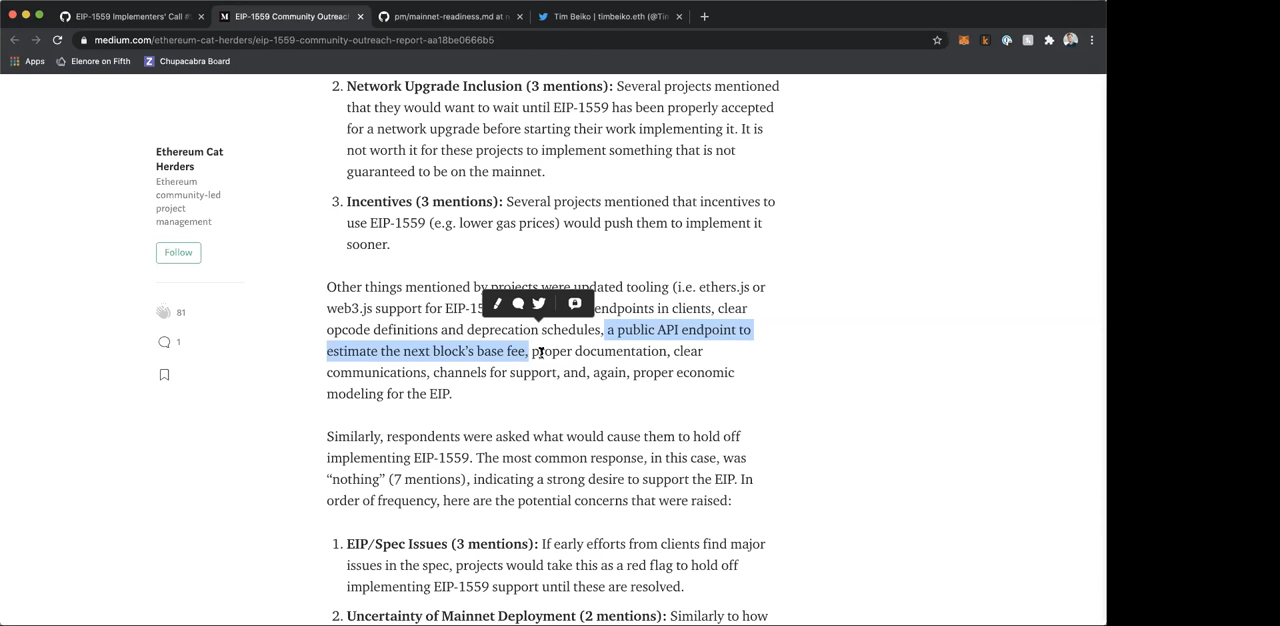 EIP-1559 Implementers' Call #
EIP-1559 Community Outreach
pm/mainnet-readiness.md at
Tim Beiko | timbeiko.eth (@Tim
medium.com/ethereum-cat-herders/eip-1559-community-outreach-report-aa18be0666b5
Apps
Elenore on Fifth
Chupacabra Board
Ethereum Cat
Herders
Ethereum
community-led
project
management
Follow
81
1
2. Network Upgrade Inclusion (3 mentions): Several projects mentioned
that they would want to wait until EIP-1559 has been properly accepted
for a network upgrade before starting their work implementing it. It is
not worth it for these projects to implement something that is not
guaranteed to be on the mainnet.
3. Incentives (3 mentions): Several projects mentioned that incentives to
use EIP-1559 (e.g. lower gas prices) would push them to implement it
sooner.
Other things mentioned by projects were updated tooling (i.e. ethers.js or
web3.js support for EIP-15 endpoints in clients, clear
opcode definitions and deprecation schedules, a public API endpoint to
estimate the next block's base fee, proper documentation, clear
communications, channels for support, and, again, proper economic
modeling for the EIP.
Similarly, respondents were asked what would cause them to hold off
implementing EIP-1559. The most common response, in this case, was
“nothing” (7 mentions), indicating a strong desire to support the EIP. In
order of frequency, here are the potential concerns that were raised:
1. EIP/Spec Issues (3 mentions): If early efforts from clients find major
issues in the spec, projects would take this as a red flag to hold off
implementing EIP-1559 support until these are resolved.
2. Uncertainty of Mainnet Deployment (2 mentions): Similarly to how